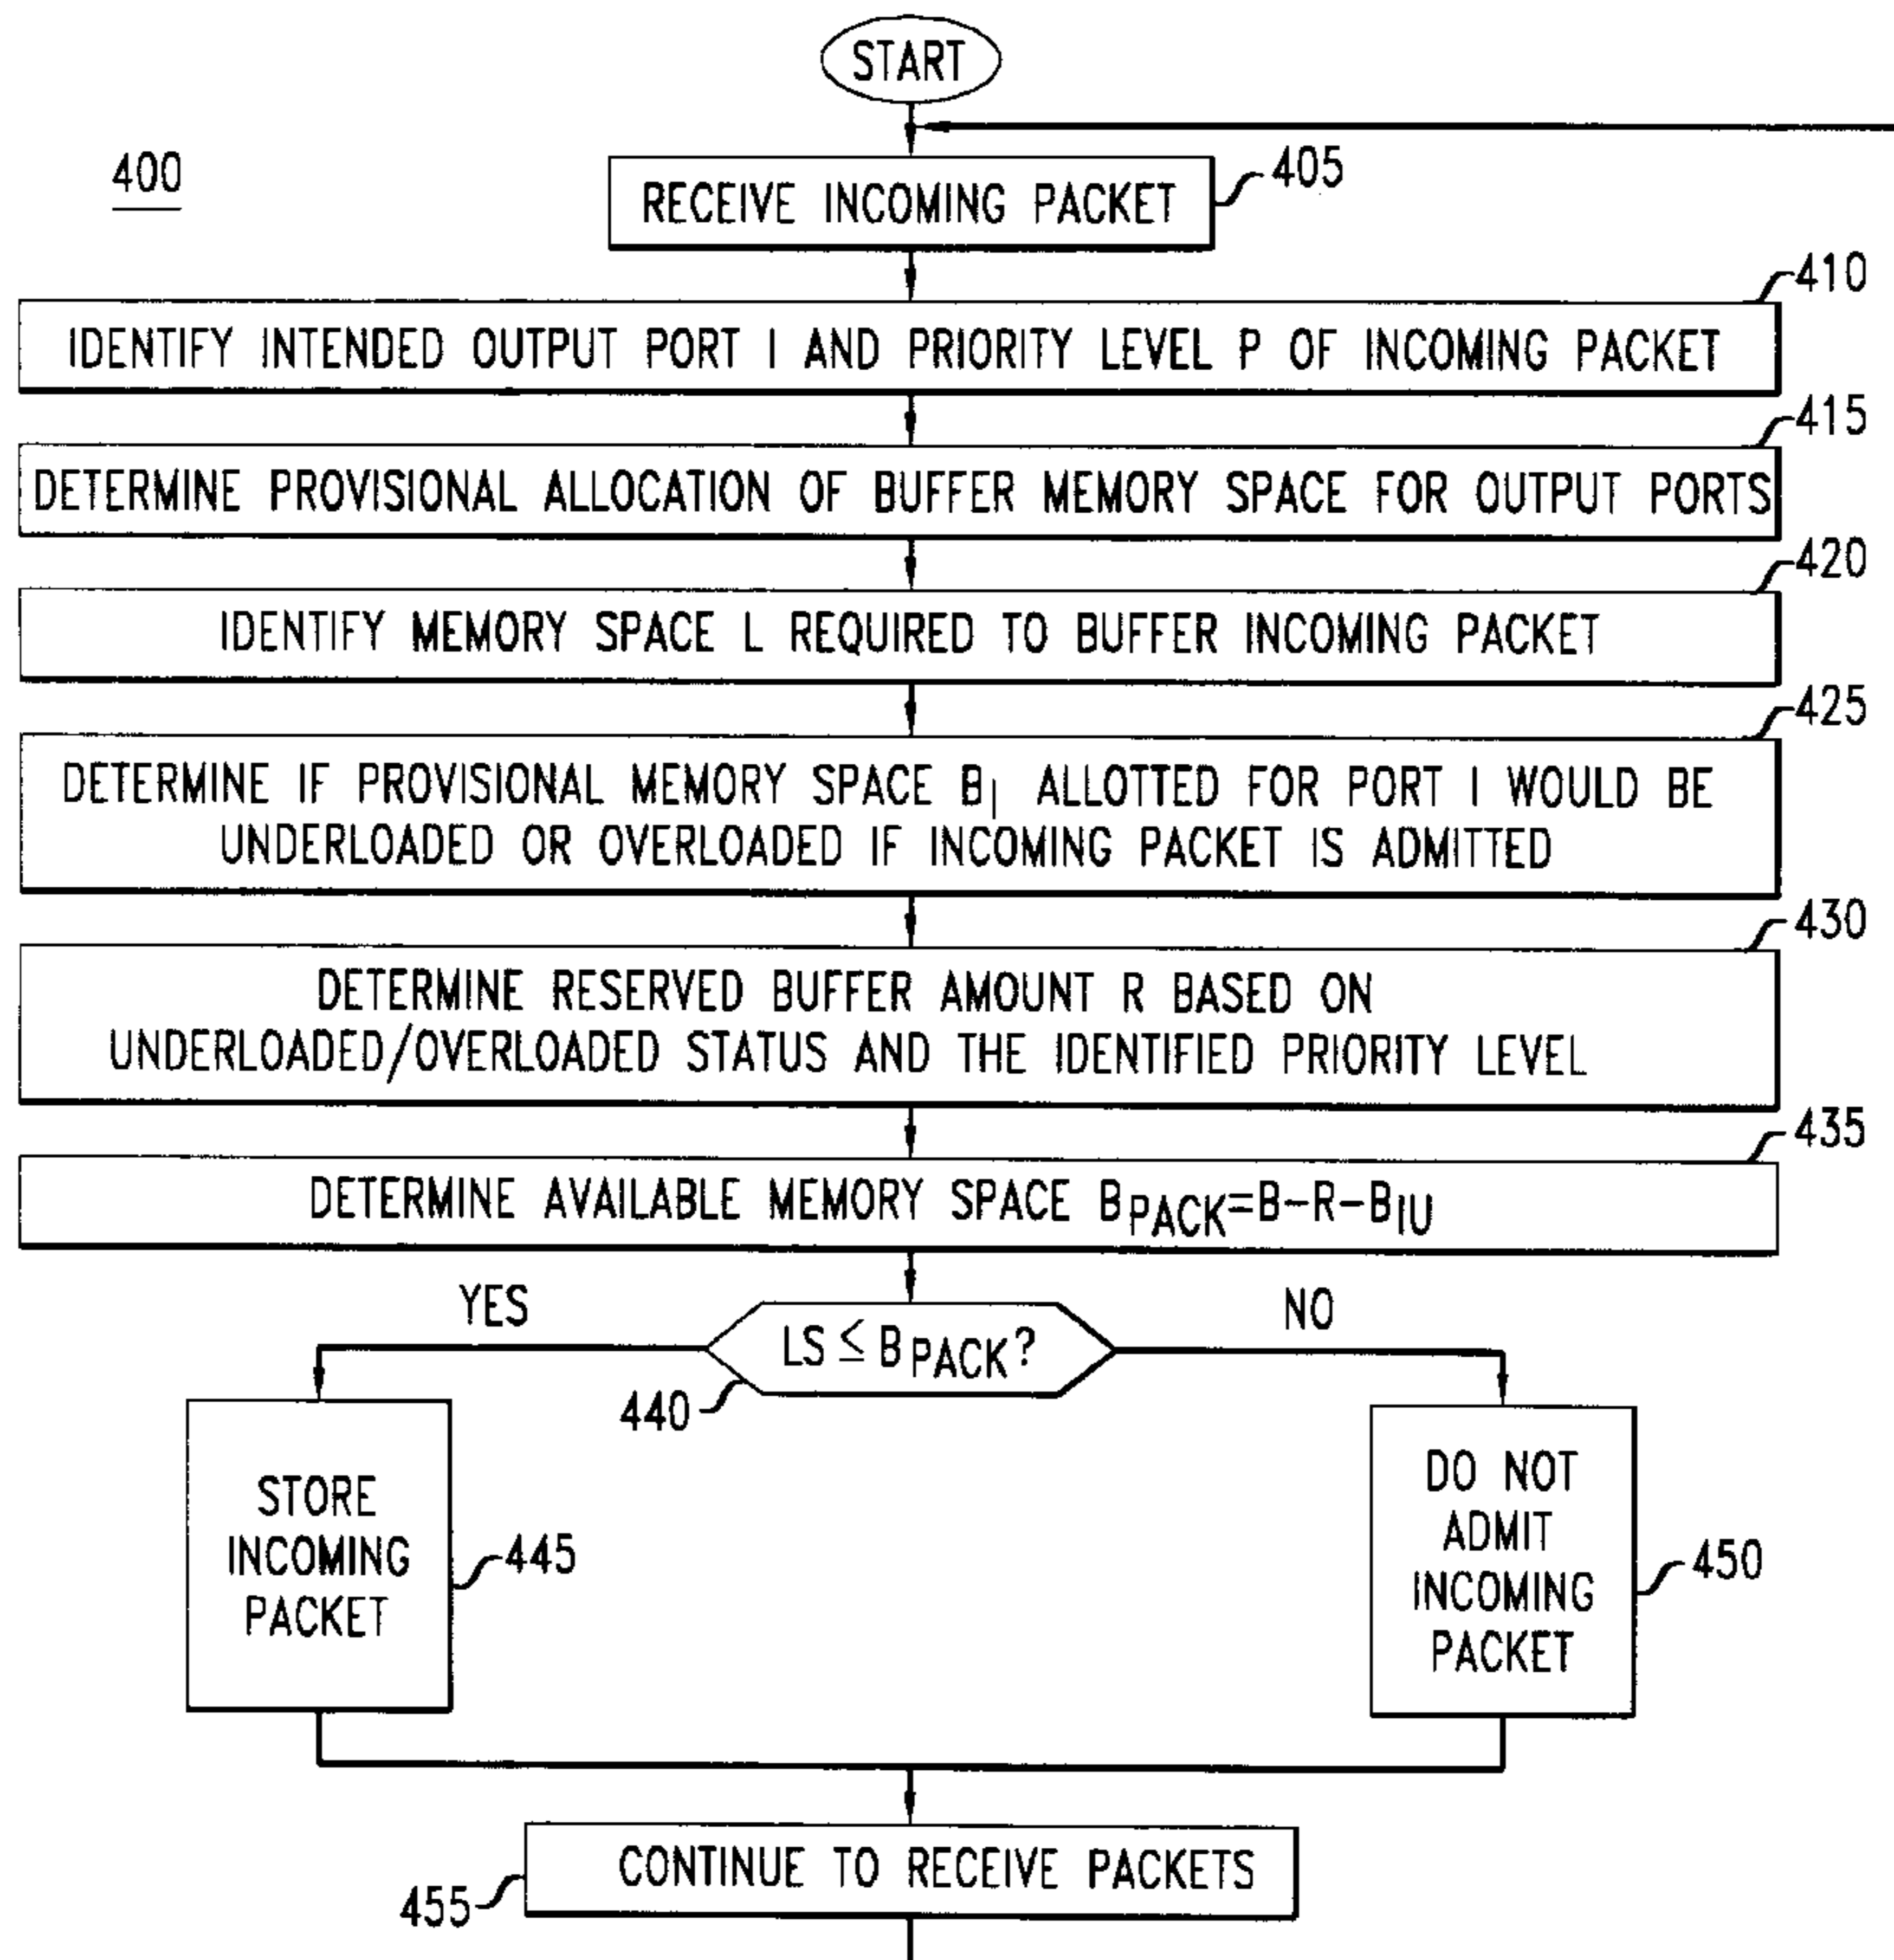 START
400
RECEIVE INCOMING PACKET
405
410
IDENTIFY INTENDED OUTPUT PORT I AND PRIORITY LEVEL P OF INCOMING PACKET
415
DETERMINE PROVISIONAL ALLOCATION OF BUFFER MEMORY SPACE FOR OUTPUT PORTS
420
IDENTIFY MEMORY SPACE L REQUIRED TO BUFFER INCOMING PACKET
425
DETERMINE IF PROVISIONAL MEMORY SPACE BI ALLOTTED FOR PORT I WOULD BE
UNDERLOADED OR OVERLOADED IF INCOMING PACKET IS ADMITTED
430
DETERMINE RESERVED BUFFER AMOUNT R BASED ON
UNDERLOADED/OVERLOADED STATUS AND THE IDENTIFIED PRIORITY LEVEL
435
DETERMINE AVAILABLE MEMORY SPACE BPACK=B-R-BIU
YES
NO
LS ≤ BPACK?
440
STORE
INCOMING
PACKET
445
DO NOT
ADMIT
INCOMING
PACKET
450
CONTINUE TO RECEIVE PACKETS
455